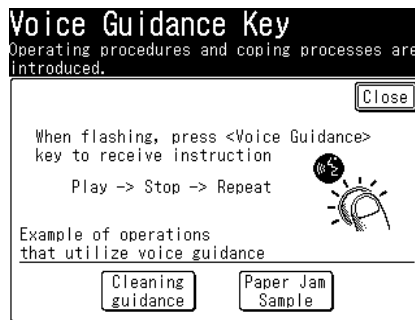 Voice Guidance Key
Operating procedures and coping processes are
introduced.
Close
When flashing, press <Voice Guidance>
key to receive instruction
Play -> Stop -> Repeat
Example of operations
that utilize voice guidance
Cleaning
guidance
Paper Jam
Sample